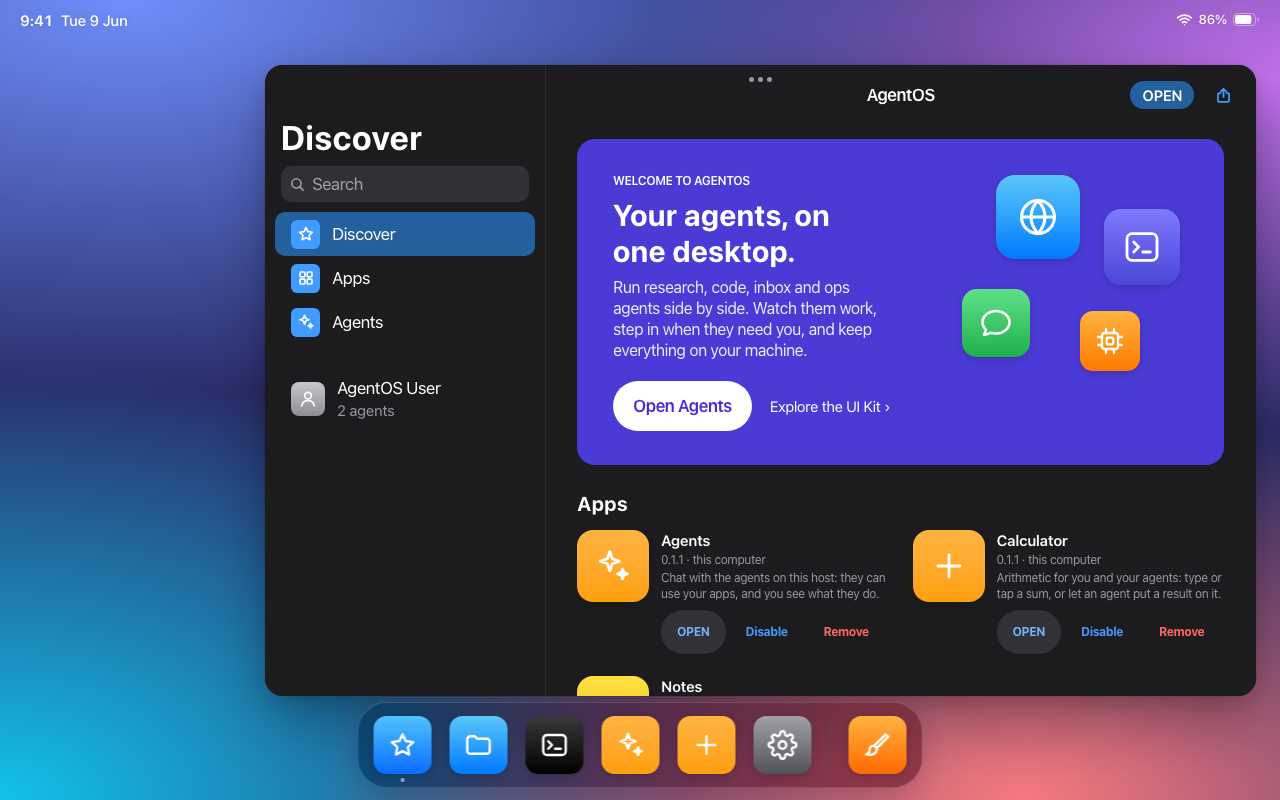 9:41 Tue 9 Jun
86%
AgentOS
OPEN
Discover
Search
Discover
Apps
Agents
AgentOS User
2 agents
WELCOME TO AGENTOS
Your agents, on
one desktop.
Run research, code, inbox and ops
agents side by side. Watch them work,
step in when they need you, and keep
everything on your machine.
Open Agents
Explore the UI Kit ›
Apps
Agents
0.1.1 · this computer
Chat with the agents on this host: they can
use your apps, and you see what they do.
OPEN Disable Remove
Calculator
0.1.1 · this computer
Arithmetic for you and your agents: type or
tap a sum, or let an agent put a result on it.
OPEN Disable Remove
Notes